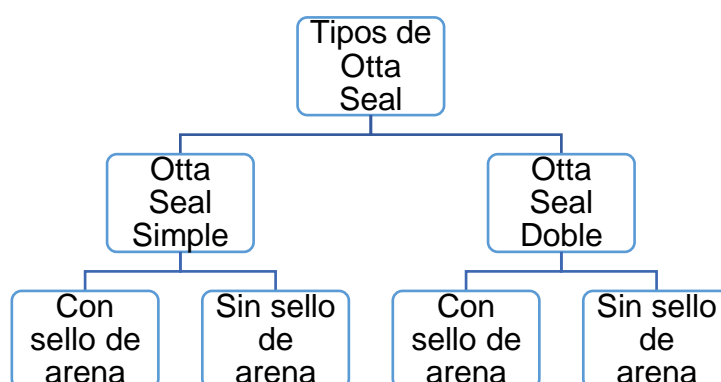 Tipos de
Otta
Seal
Otta
Seal
Simple
Otta
Seal
Doble
Con
sello de
arena
Sin sello
de
arena
Con
sello de
arena
Sin sello
de
arena